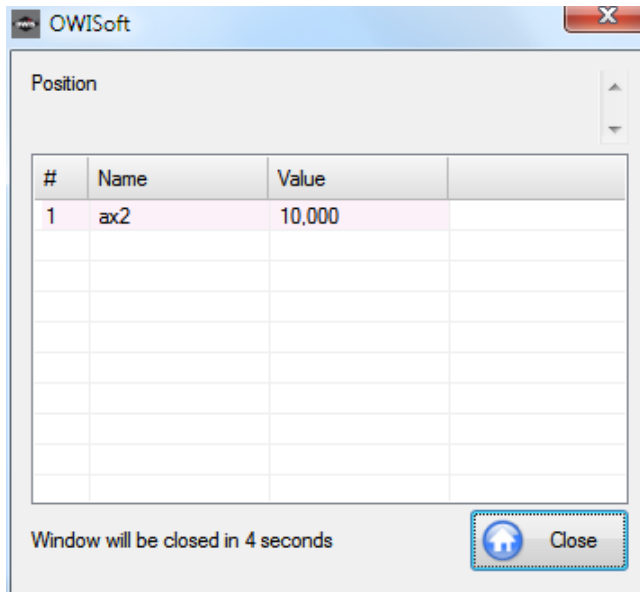 OWISoft
Position
# Name Value
1 ax2 10,000
Window will be closed in 4 seconds
Close